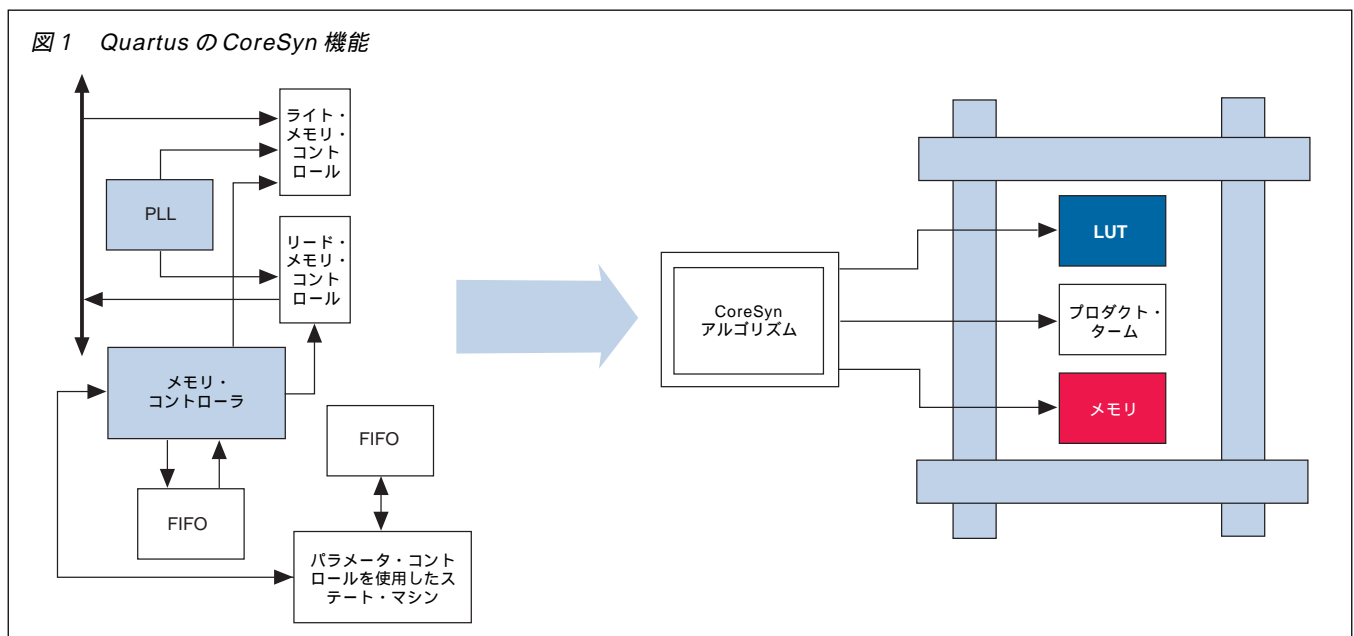 図1 Quartus の CoreSyn 機能
ライト・
メモリ・
コント
ロール
PLL
リード・
メモリ・
コント
ロール
メモリ・
コントローラ
FIFO
FIFO
パラメータ・コント
ロールを使用したス
テート・マシン
CoreSyn
アルゴリズム
LUT
プロダクト・
ターム
メモリ